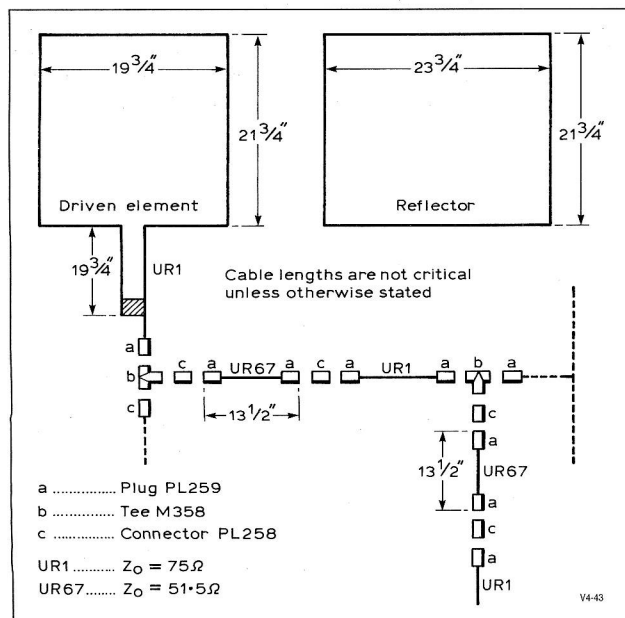 19 3/4"
23 3/4"
21 3/4"
21 3/4"
Driven element
Reflector
19 3/4"
UR1
Cable lengths are not critical
unless otherwise stated
a
b
c
c
a
UR67
a
c
a
UR1
a
b
a
13 1/2"
c
a
13 1/2"
UR67
a
c
a
UR1
a ................ Plug PL259
b ................ Tee M358
c ................ Connector PL258
UR1 ........... Zo = 75Ω
UR67 ........ Zo = 51·5Ω
V4-43